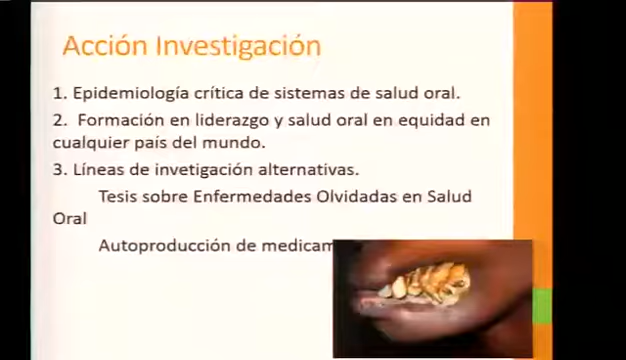 Acción Investigación
1. Epidemiología crítica de sistemas de salud oral.
2. Formación en liderazgo y salud oral en equidad en
cualquier país del mundo.
3. Líneas de invetigación alternativas.
Tesis sobre Enfermedades Olvidadas en Salud
Oral
Autoproducción de